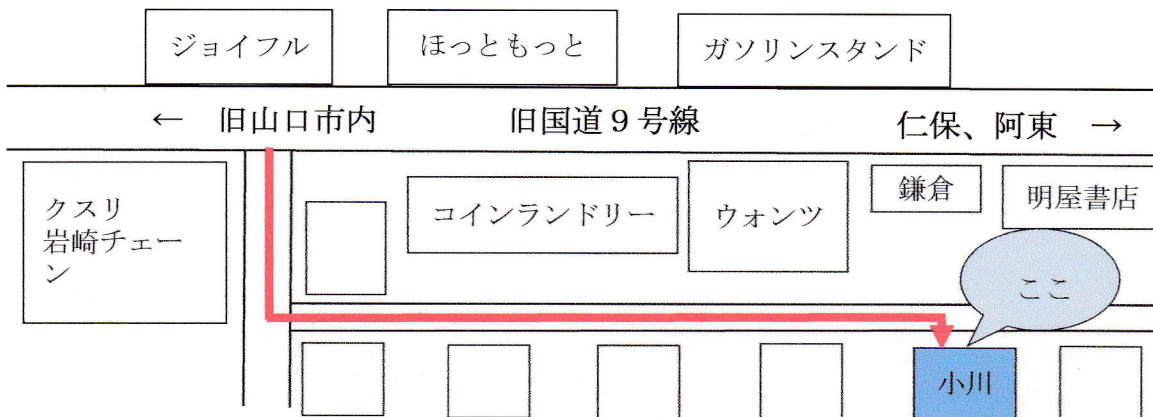 ジョイフル
ほっともっと
ガソリンスタンド
← 旧山口市内 旧国道９号線 仁保、阿東 →
クスリ
岩崎チェー
ン
コインランドリー
ウォンツ
鎌倉
明屋書店
ここ
小川